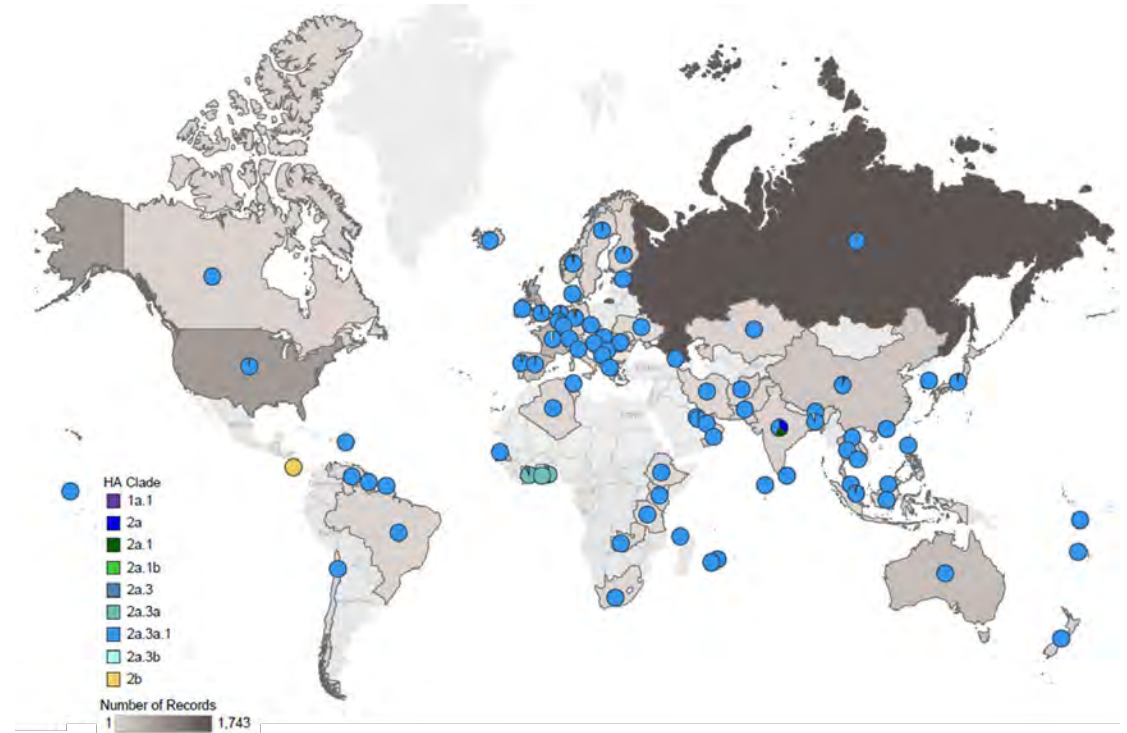 HA Clade
1a.1
2a
2a.1
2a.1b
2a.3
2a.3a
2a.3a.1
2a.3b
2b
Number of Records
1 1,743